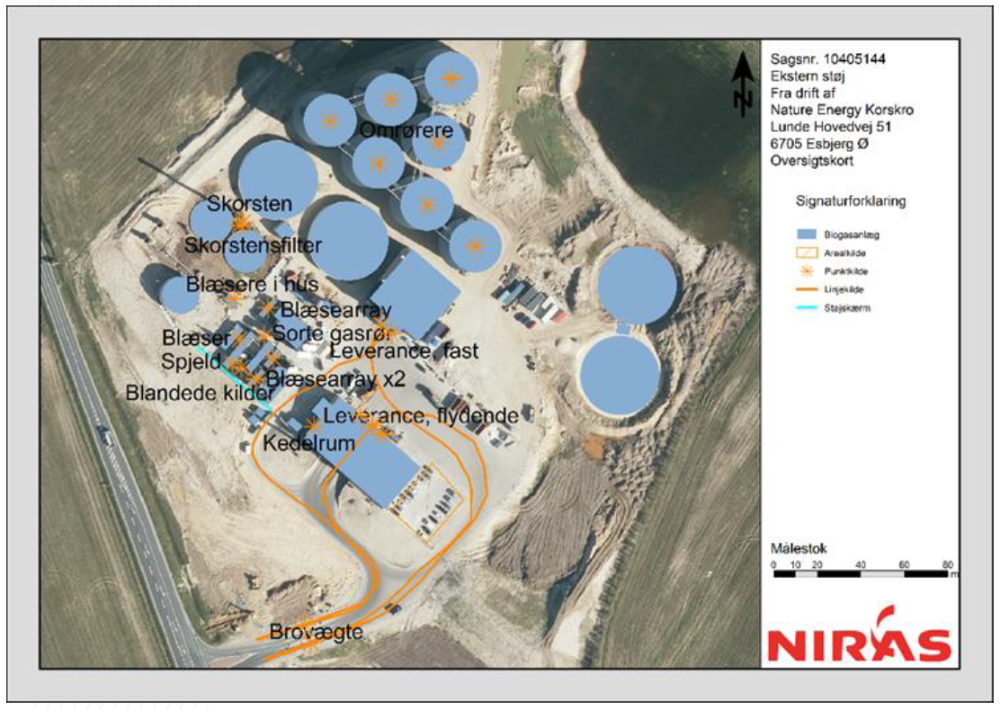 Sagsnr. 10405144
Ekstern støj
Fra drift af
Nature Energy Korskro
Lunde Hovedvej 51
6705 Esbjerg Ø
Oversigtskort
N
Signaturforklaring
Biogasanlæg
Arealkilde
Punktkilde
Linjekilde
Støjskærm
Omrørere
Skorsten
Skorstensfilter
Blæsere i hus
Blæsearray
Sorte gasrør
Blæser
Leverance, fast
Spjeld
Blæsearray x2
Blandede kilder
Leverance, flydende
Kedelrum
Brovægte
Målestok
0 10 20 40 60 80
m
NIRAS